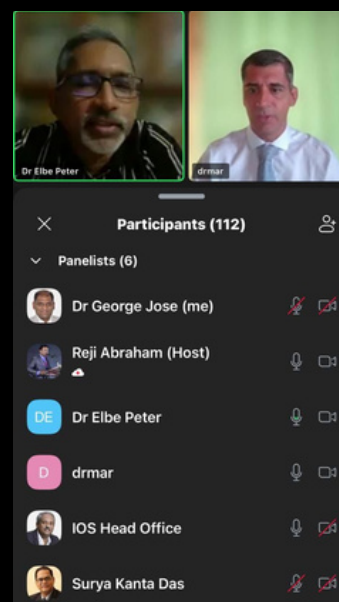 Dr Elbe Peter
drmar
Participants (112)
Panelists (6)
Dr George Jose (me)
Reji Abraham (Host)
DE
Dr Elbe Peter
D
drmar
IOS Head Office
Surya Kanta Das